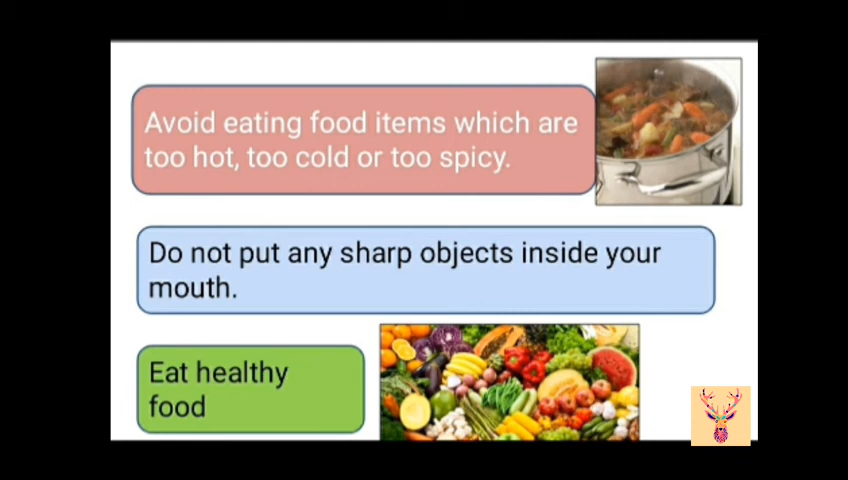 Avoid eating food items which are
too hot, too cold or too spicy.
Do not put any sharp objects inside your
mouth.
Eat healthy
food